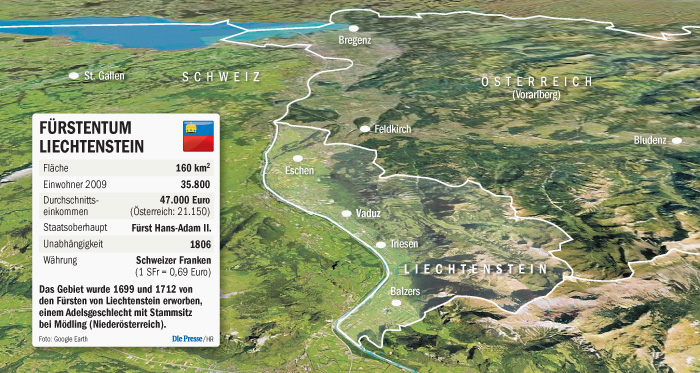 Bregenz
St. Gallen
SCHWEIZ
ÖSTERREICH
(Vorarlberg)
Feldkirch
Bludenz
Eschen
Vaduz
Triesen
LIECHTENSTEIN
Balzers
FÜRSTENTUM
LIECHTENSTEIN
Fläche 160 km²
Einwohner 2009 35.800
Durchschnitts- 47.000 Euro
einkommen (Österreich: 21.150)
Staatsoberhaupt Fürst Hans-Adam II.
Unabhängigkeit 1806
Währung Schweizer Franken
(1 SFr = 0,69 Euro)
Das Gebiet wurde 1699 und 1712 von
den Fürsten von Liechtenstein erworben,
einem Adelsgeschlecht mit Stammsitz
bei Mödling (Niederösterreich).
Foto: Google Earth Die Presse/HR